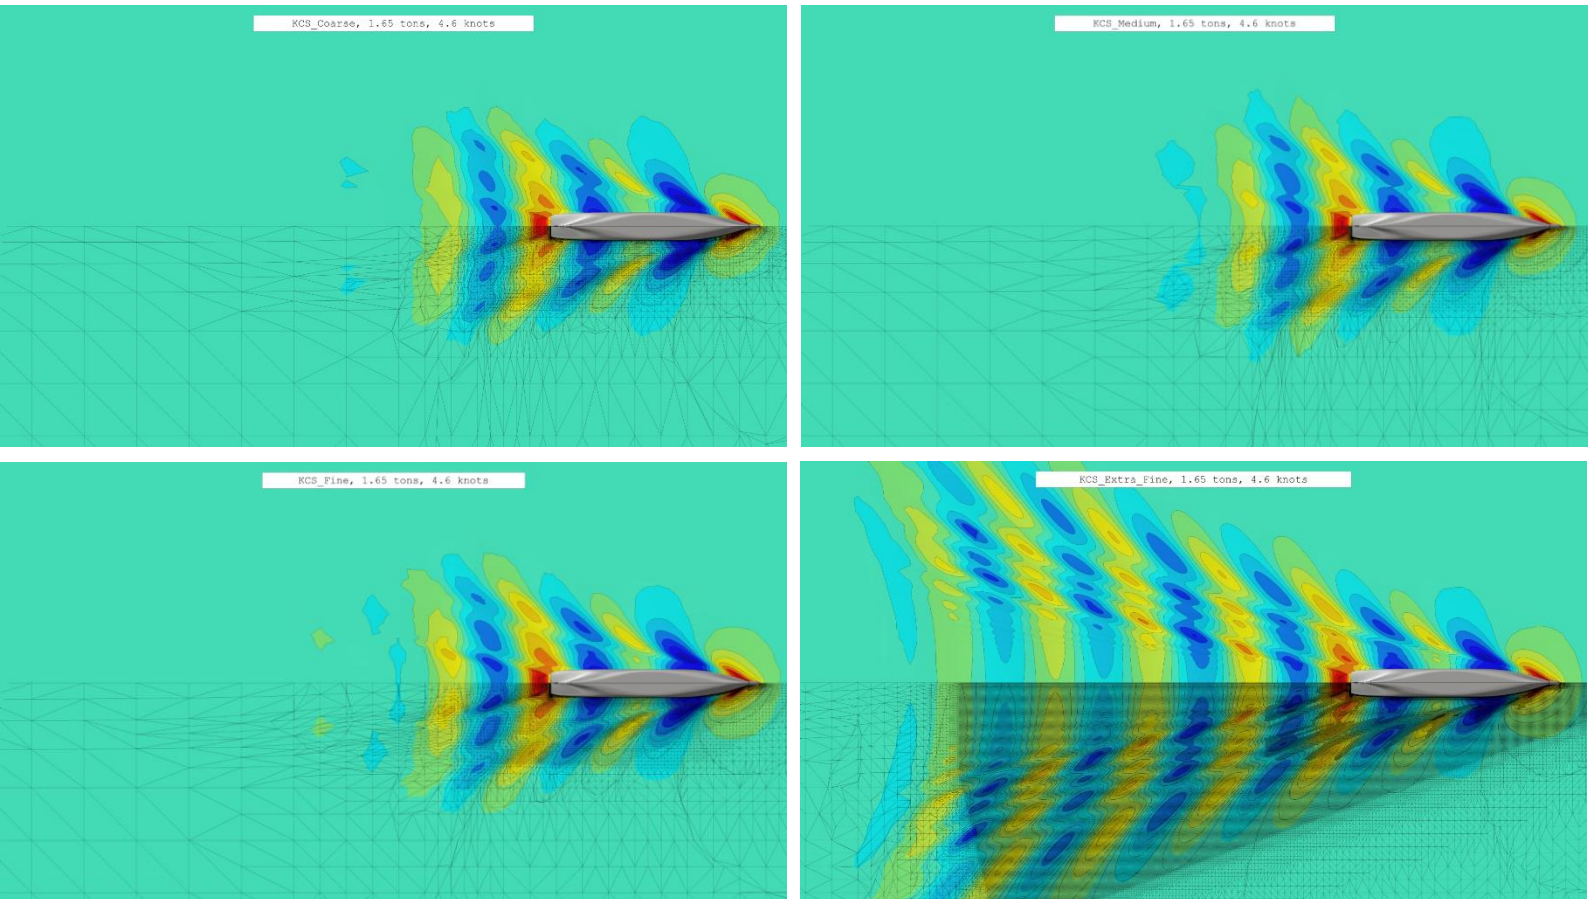 KCS_Coarse, 1.65 tons, 4.6 knots
KCS_Medium, 1.65 tons, 4.6 knots
KCS_Fine, 1.65 tons, 4.6 knots
KCS_Extra_Fine, 1.65 tons, 4.6 knots